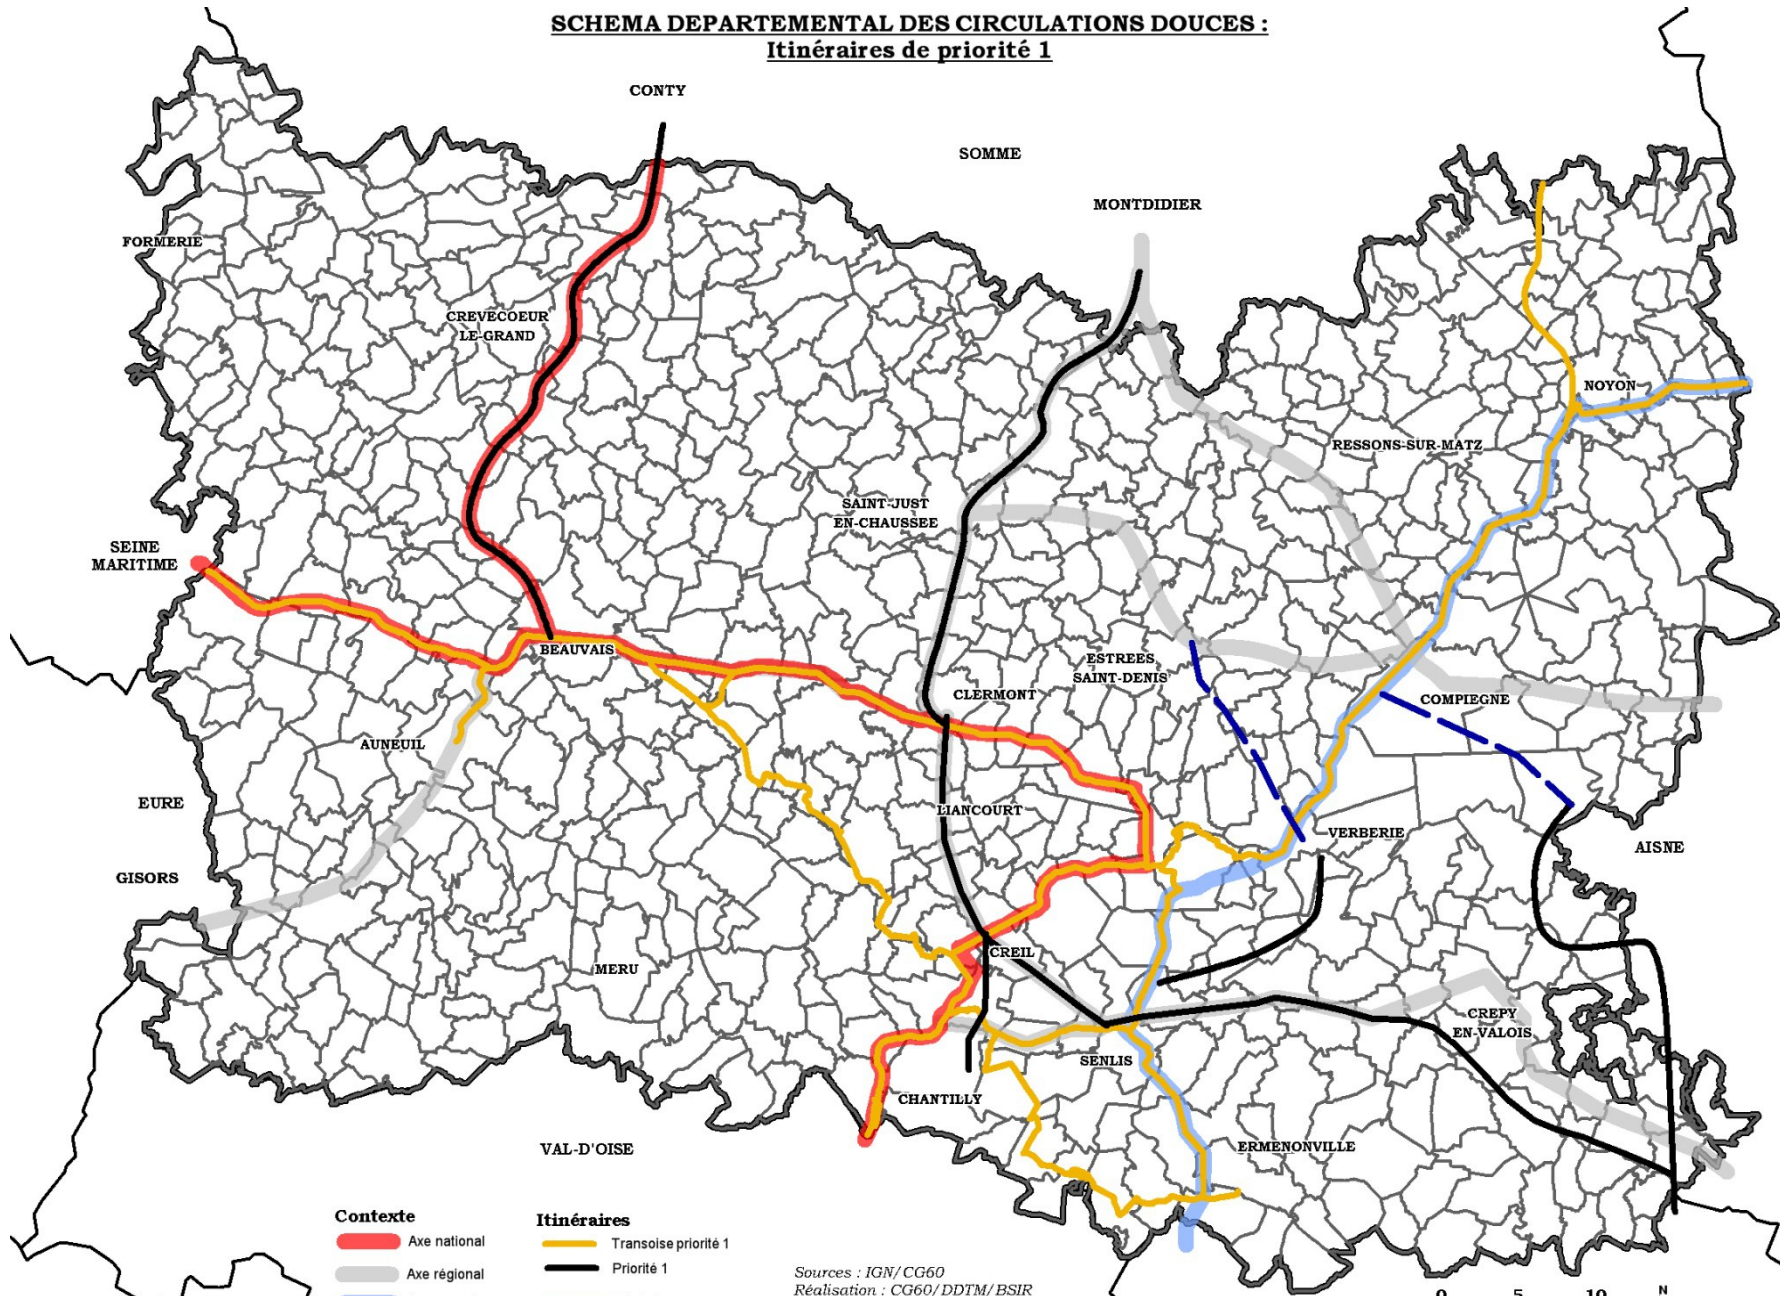 SCHEMA DEPARTEMENTAL DES CIRCULATIONS DOUCES :
Itinéraires de priorité 1
CONTY
SOMME
MONTDIDIER
FORMERIE
CREVECOEUR
LE-GRAND
NOYON
RESSONS-SUR-MATZ
SAINT-JUST
EN-CHAUSSEE
SEINE
MARITIME
BEAUVAIS
ESTREES
SAINT-DENIS
CLERMONT
COMPIEGNE
AUNEUIL
EURE
LIANCOURT
VERBERIE
AISNE
GISORS
CREIL
MERU
CREPY
EN-VALOIS
SENLIS
CHANTILLY
ERMENONVILLE
VAL-D'OISE
Contexte
Axe national
Axe régional
Itinéraires
Transoise priorité 1
Priorité 1
Sources : IGN/CG60
Réalisation : CG60/DDTM/BSIR
0 5 10
N